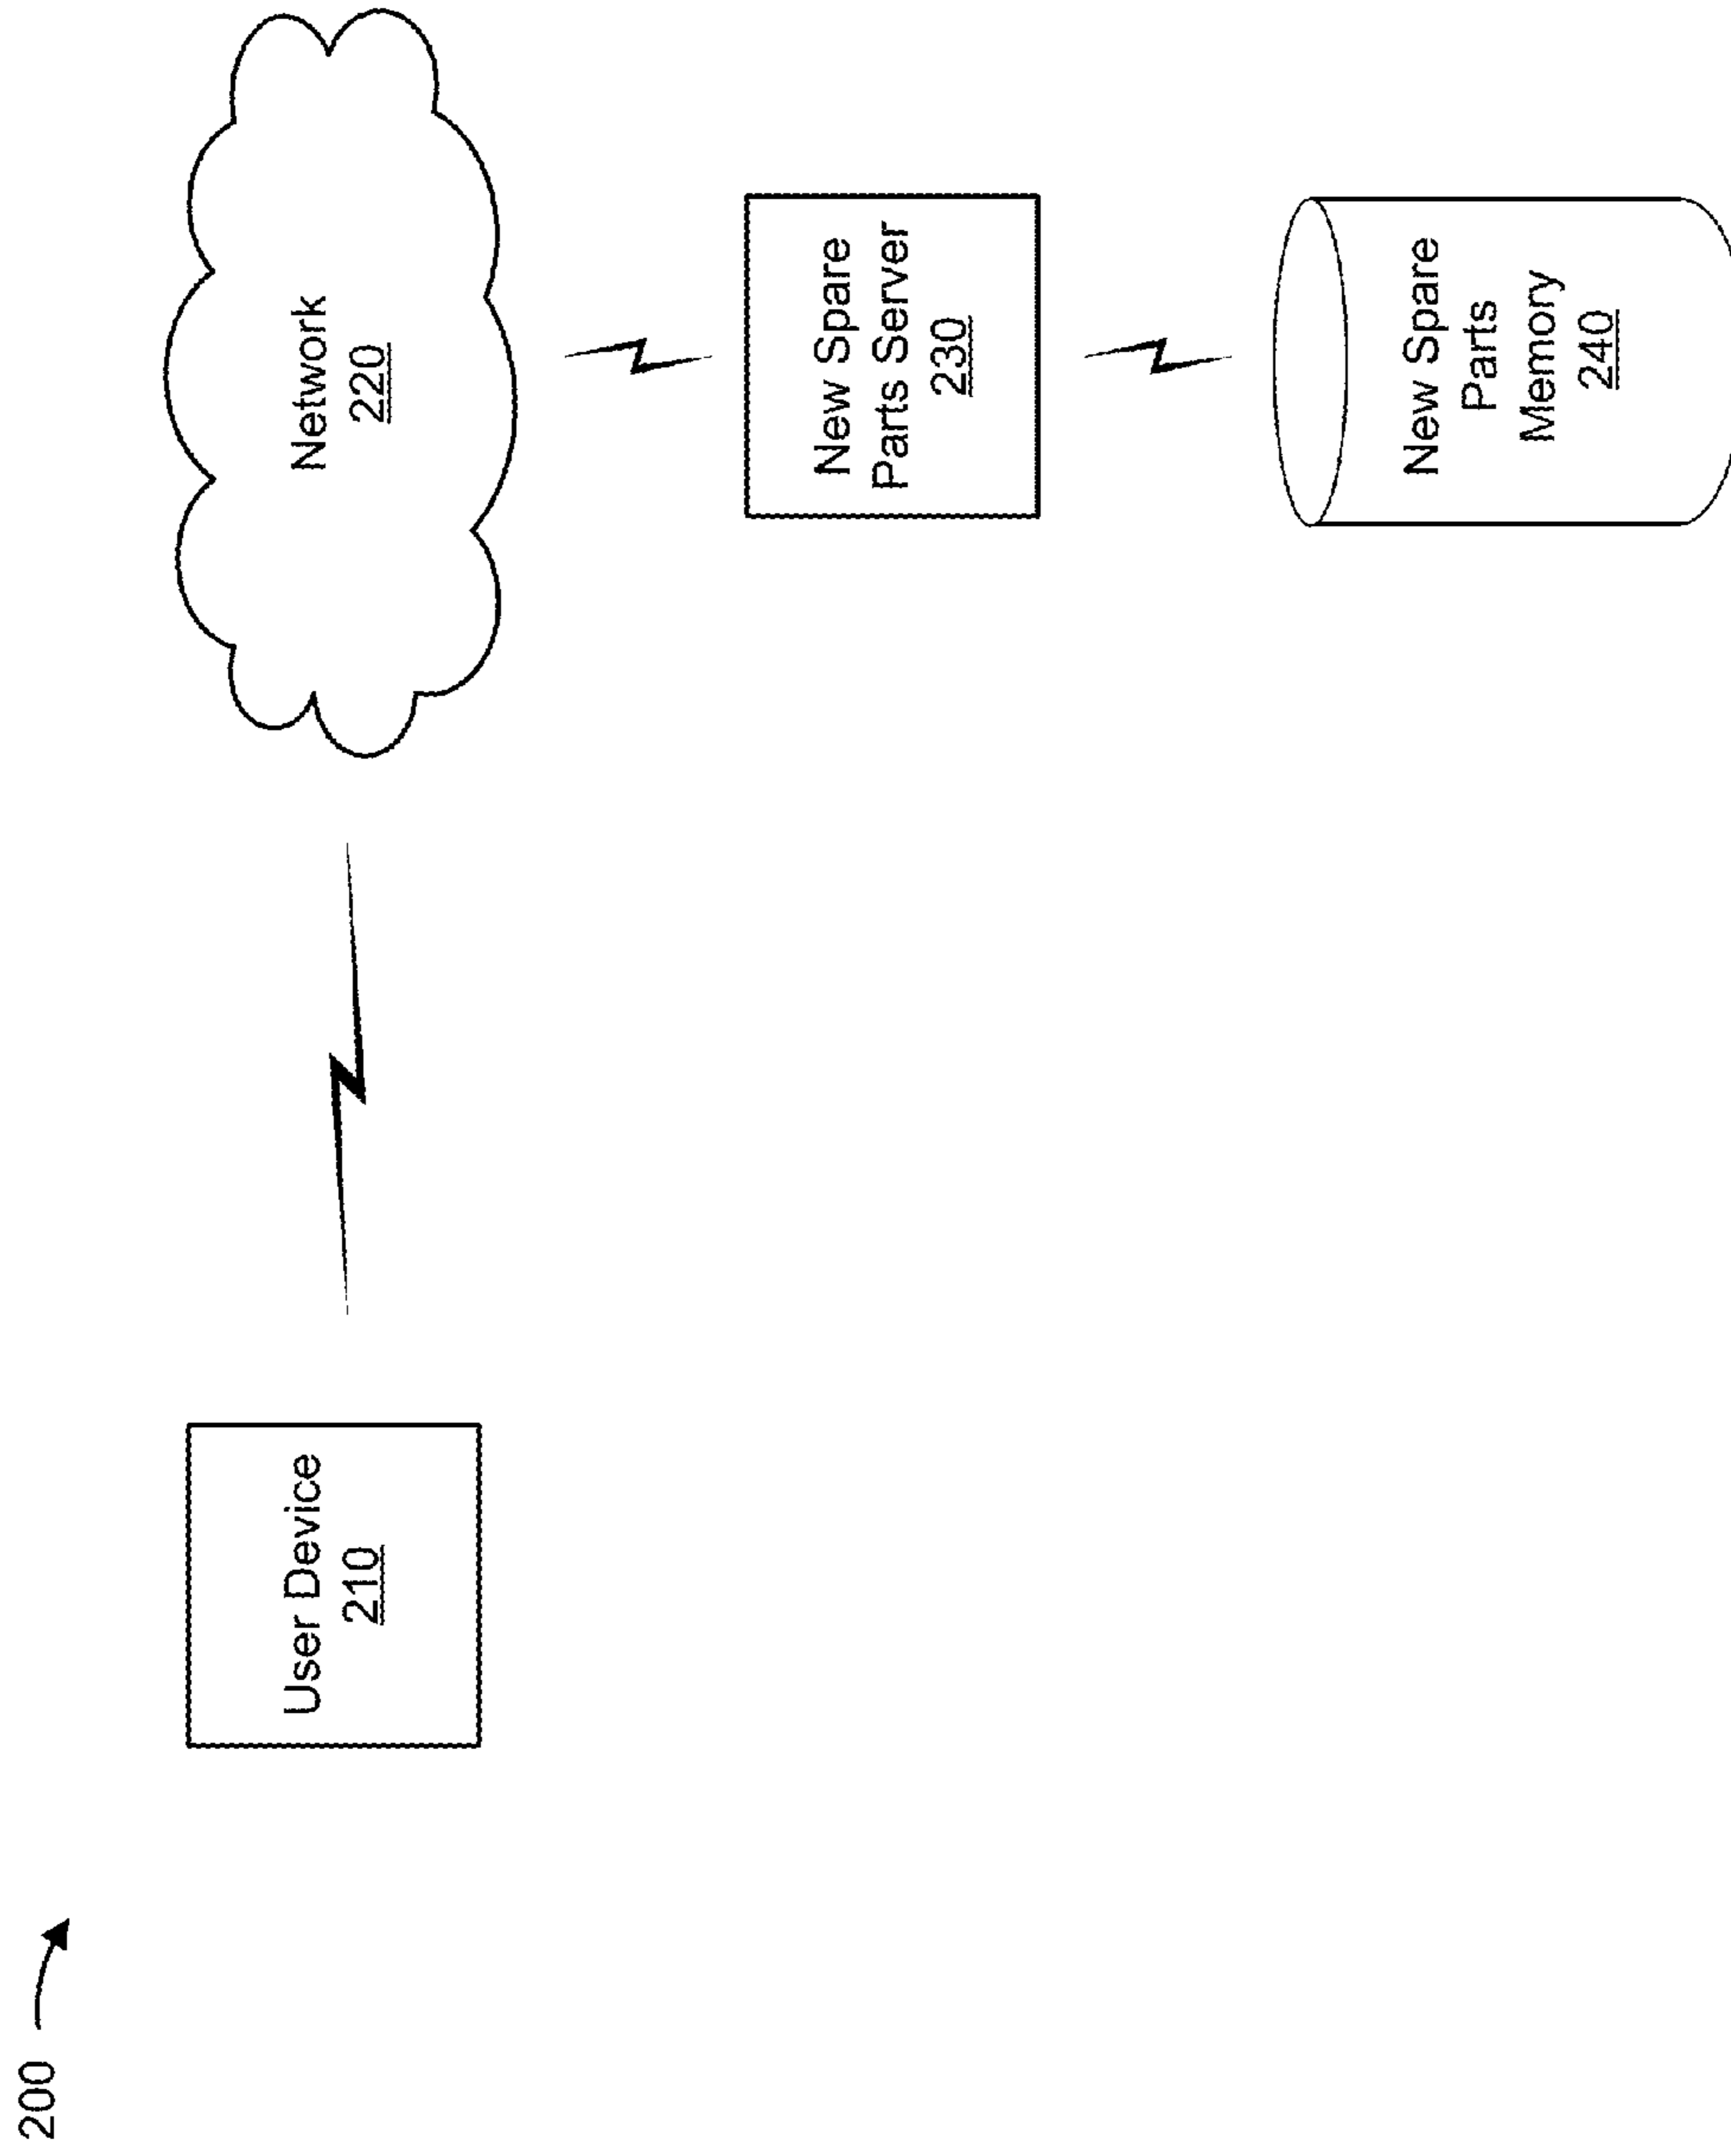 200
User Device
210
Network
220
New Spare
Parts Server
230
New Spare
Parts
Memory
240